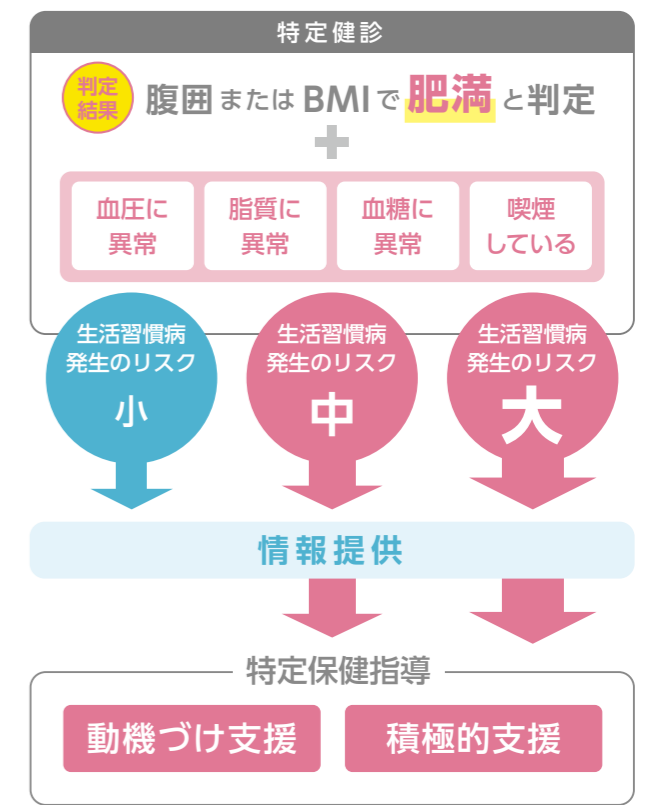 特定健診
判定
結果
腹囲またはBMIで肥満と判定
+
血圧に
異常
脂質に
異常
血糖に
異常
喫煙
している
生活習慣病
発生のリスク
小
生活習慣病
発生のリスク
中
生活習慣病
発生のリスク
大
情報提供
特定保健指導
動機づけ支援
積極的支援